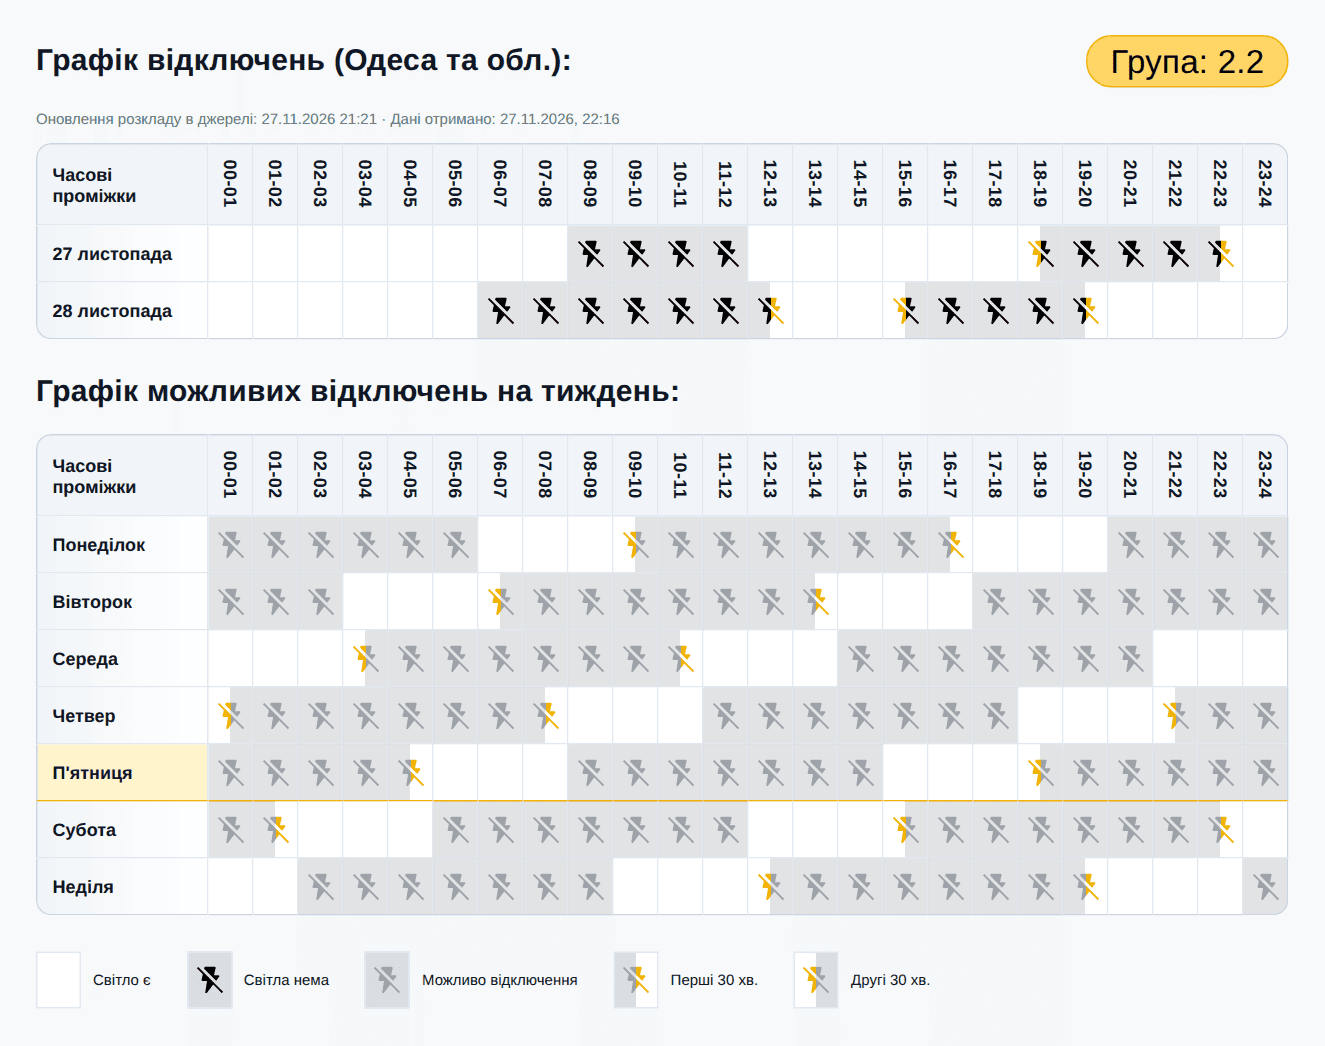 Графік відключень (Одеса та обл.):
Група: 2.2
Оновлення розкладу в джерелі: 27.11.2026 21:21 · Дані отримано: 27.11.2026, 22:16
Часові
проміжки
00-01 01-02 02-03 03-04 04-05 05-06 06-07 07-08 08-09 09-10 10-11 11-12 12-13 13-14 14-15 15-16 16-17 17-18 18-19 19-20 20-21 21-22 22-23 23-24
27 листопада
28 листопада
Графік можливих відключень на тиждень:
Часові
проміжки
00-01 01-02 02-03 03-04 04-05 05-06 06-07 07-08 08-09 09-10 10-11 11-12 12-13 13-14 14-15 15-16 16-17 17-18 18-19 19-20 20-21 21-22 22-23 23-24
Понеділок
Вівторок
Середа
Четвер
П'ятниця
Субота
Неділя
Світло є
Світла нема
Можливо відключення
Перші 30 хв.
Другі 30 хв.